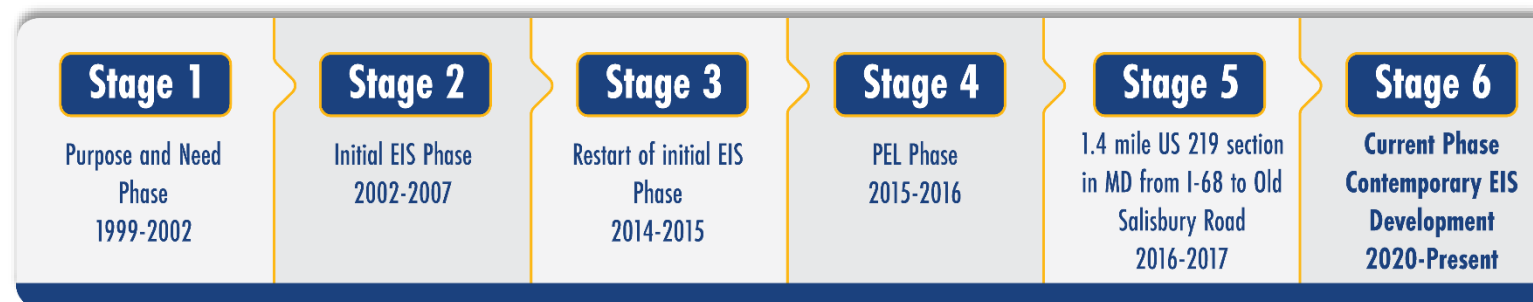 Stage 1
Purpose and Need
Phase
1999-2002
Stage 2
Initial EIS Phase
2002-2007
Stage 3
Restart of initial EIS
Phase
2014-2015
Stage 4
PEL Phase
2015-2016
Stage 5
1.4 mile US 219 section
in MD from I-68 to Old
Salisbury Road
2016-2017
Stage 6
Current Phase
Contemporary EIS
Development
2020-Present